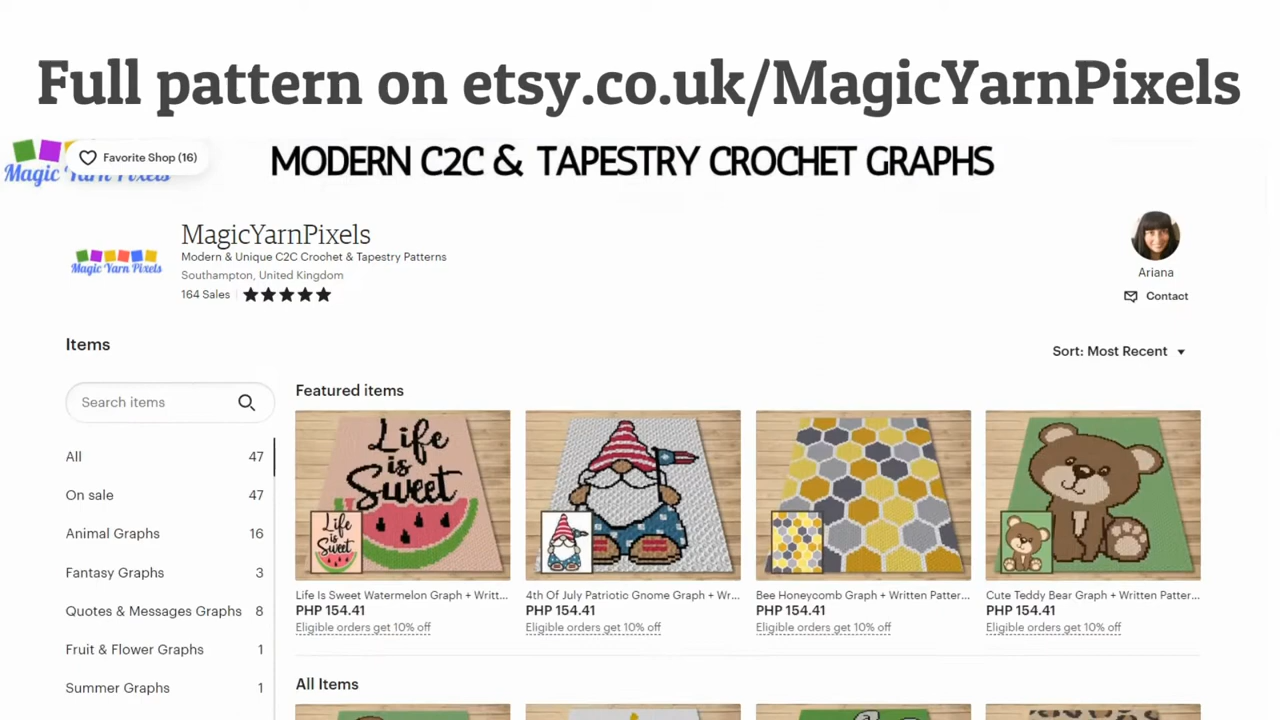 Full pattern on etsy.co.uk/MagicYarnPixels
Favorite Shop (16)
Magic Yarn Pixels
MODERN C2C & TAPESTRY CROCHET GRAPHS
MagicYarnPixels
Modern & Unique C2C Crochet & Tapestry Patterns
Southampton, United Kingdom
164 Sales
Magic Yarn Pixels
Ariana
Contact
Items
Sort: Most Recent
Search items
All 47
On sale 47
Animal Graphs 16
Fantasy Graphs 3
Quotes & Messages Graphs 8
Fruit & Flower Graphs 1
Summer Graphs 1
Featured items
Life
is
Sweet
Life
is
Sweet
Life Is Sweet Watermelon Graph + Writt...
PHP 154.41
Eligible orders get 10% off
4th Of July Patriotic Gnome Graph + Wr...
PHP 154.41
Eligible orders get 10% off
Bee Honeycomb Graph + Written Patter...
PHP 154.41
Eligible orders get 10% off
Cute Teddy Bear Graph + Written Patter...
PHP 154.41
Eligible orders get 10% off
All Items